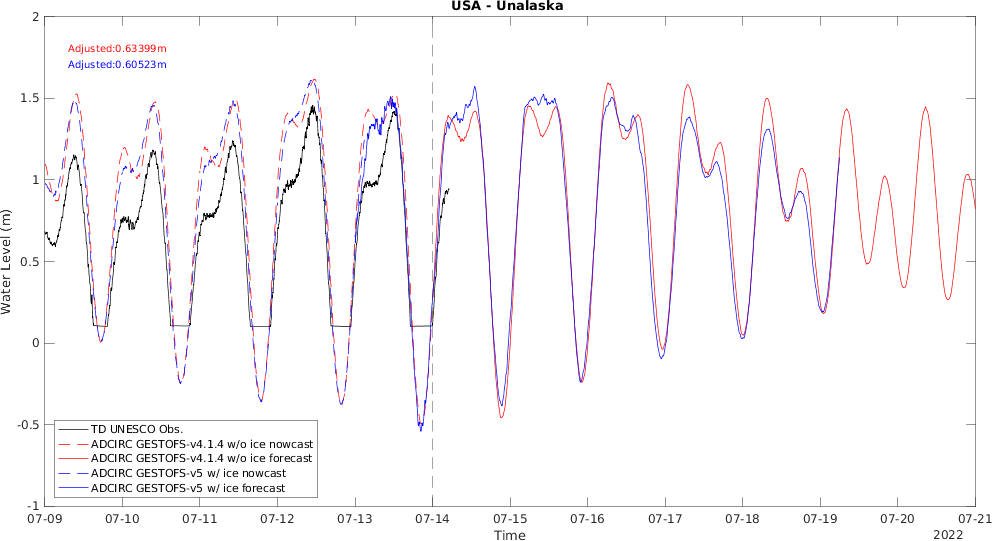 USA - Unalaska
Adjusted:0.63399m
Adjusted:0.60523m
Water Level (m)
2
1.5
1
0.5
0
-0.5
-1
TD UNESCO Obs.
ADCIRC GESTOFS-v4.1.4 w/o ice nowcast
ADCIRC GESTOFS-v4.1.4 w/o ice forecast
ADCIRC GESTOFS-v5 w/ ice nowcast
ADCIRC GESTOFS-v5 w/ ice forecast
07-09 07-10 07-11 07-12 07-13 07-14 07-15 07-16 07-17 07-18 07-19 07-20 07-21
Time
2022